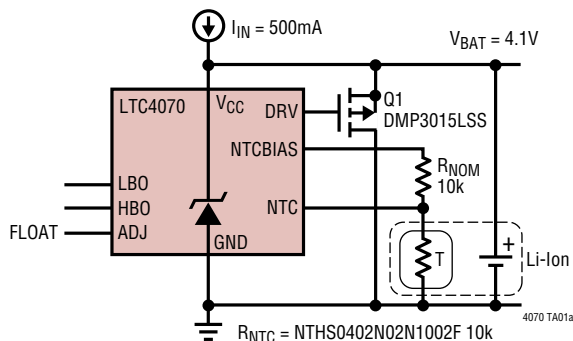 I_IN = 500mA
V_BAT = 4.1V
LTC4070
V_CC
DRV
Q1
DMP3015LSS
NTCBIAS
R_NOM
10k
LBO
HBO
NTC
FLOAT
ADJ
GND
T
+
Li-Ion
4070 TA01a
R_NTC = NTHS0402N02N1002F 10k